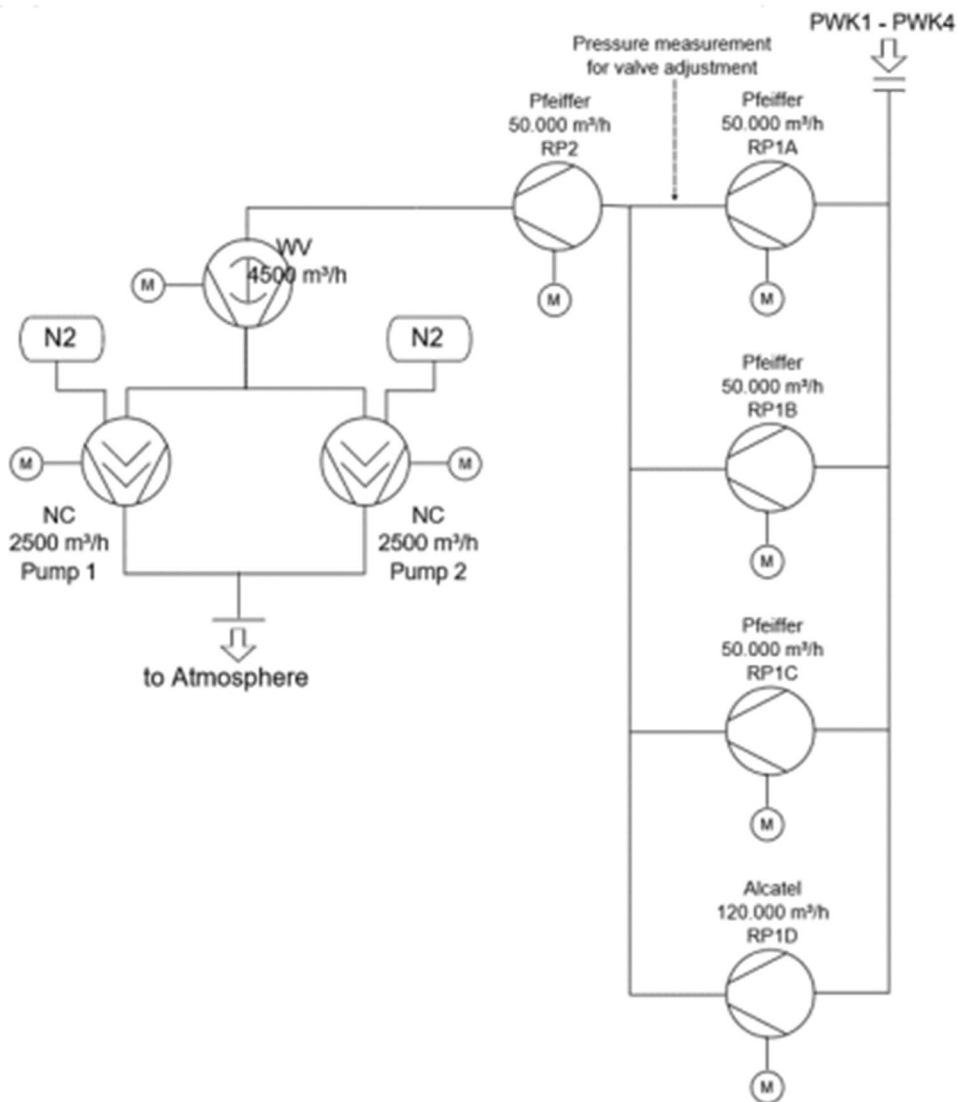 PWK1 - PWK4
Pressure measurement
for valve adjustment
Pfeiffer
50.000 m³/h
RP2
M
Pfeiffer
50.000 m³/h
RP1A
M
WV
4500 m³/h
M
N2
N2
M
NC
2500 m³/h
Pump 1
M
NC
2500 m³/h
Pump 2
to Atmosphere
Pfeiffer
50.000 m³/h
RP1B
M
Pfeiffer
50.000 m³/h
RP1C
M
Alcatel
120.000 m³/h
RP1D
M